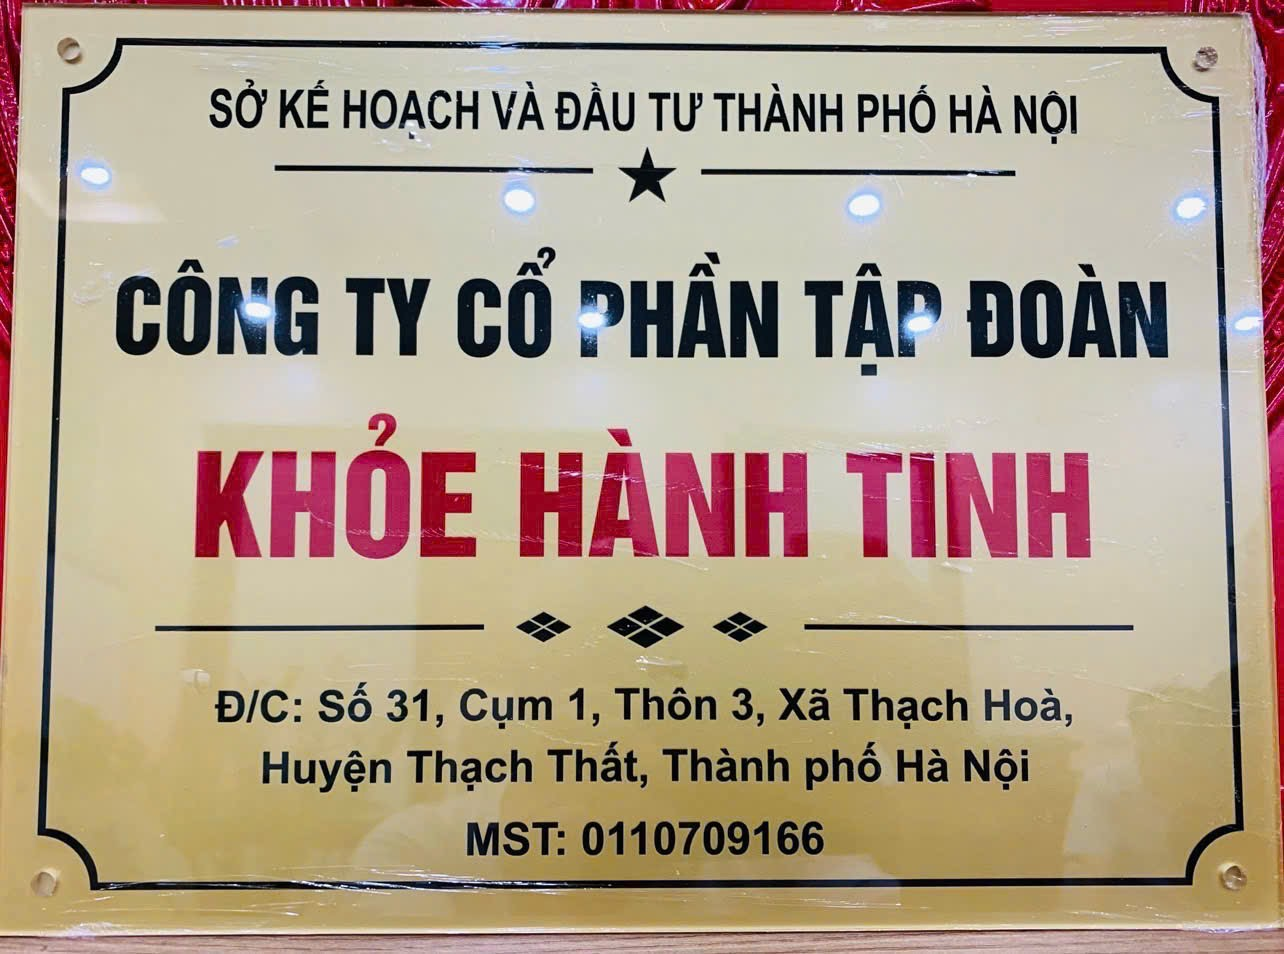 SỞ KẾ HOẠCH VÀ ĐẦU TƯ THÀNH PHỐ HÀ NỘI
CÔNG TY CỔ PHẦN TẬP ĐOÀN
KHỎE HÀNH TINH
Đ/C: Số 31, Cụm 1, Thôn 3, Xã Thạch Hoà,
Huyện Thạch Thất, Thành phố Hà Nội
MST: 0110709166